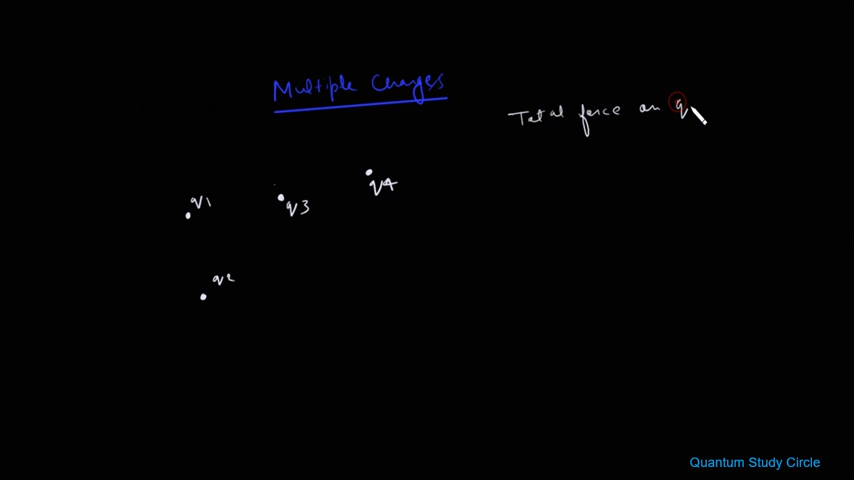 Multiple Charges
Total force on q
q1
q3
q4
q2
Quantum Study Circle